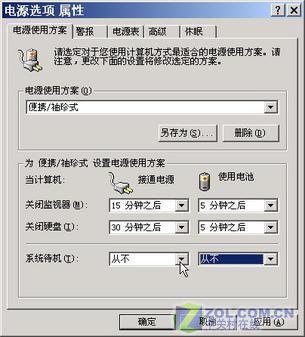 电源选项 属性
电源使用方案 警报 电源表 高级 休眠
请选定对于您使用计算机方式最适合的电源使用方案。请
注意，更改下面的设置将修改选定的方案。
电源使用方案(U)
便携/袖珍式
另存为(S)... 删除(D)
为 便携/袖珍式 设置电源使用方案
当计算机: 接通电源 使用电池
关闭监视器(M): 15 分钟之后 5 分钟之后
关闭硬盘(I): 30 分钟之后 5 分钟之后
系统待机(T): 从不 从不
ZOL.COM.CN
中关村在线
确定 取消 应用(A)